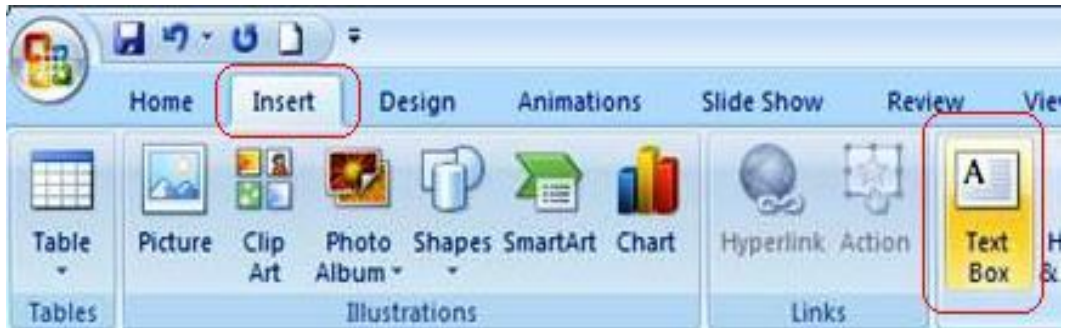 Home Insert Design Animations Slide Show Review
Table Picture Clip Art Photo Album Shapes SmartArt Chart Hyperlink Action A Text Box &
Tables Illustrations Links